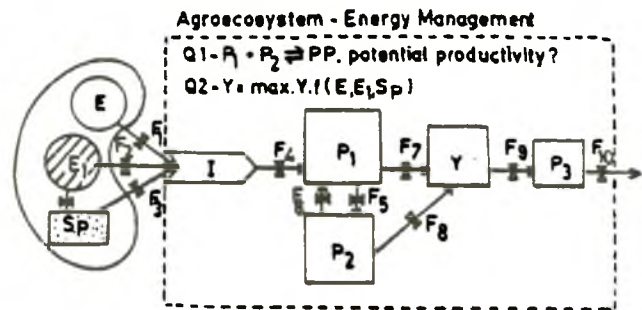 Agroecosystem - Energy Management
Q1 - P1 + P2 ⇌ PP, potential productivity?
Q2 - Y = max. Y. f (E, E1, Sp)
E
F1
E1
F2
Sp
F3
I
F4
P1
F5
P2
F7
Y
F8
F9
P3
F10